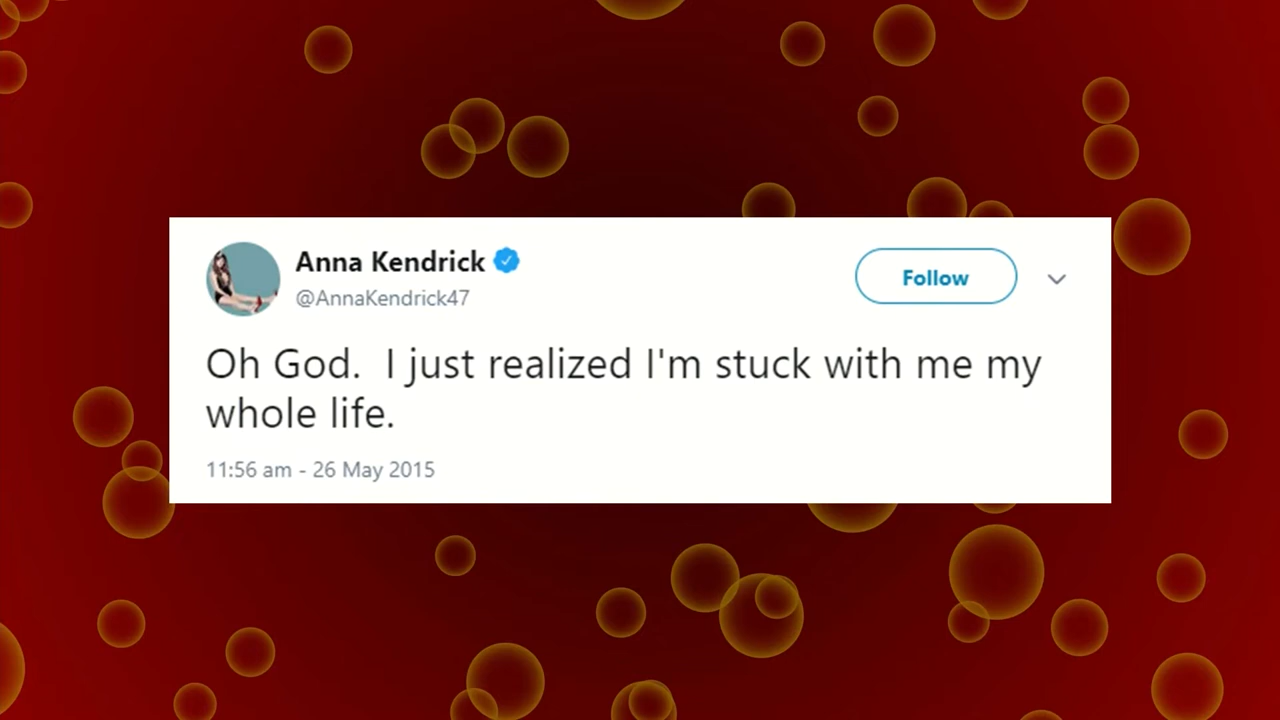 Anna Kendrick
@AnnaKendrick47
Follow
Oh God.  I just realized I'm stuck with me my
whole life.
11:56 am - 26 May 2015